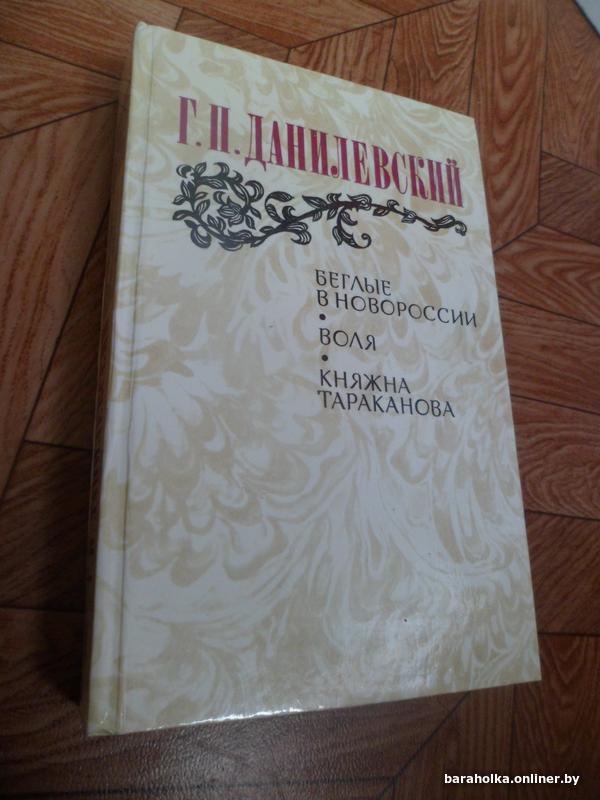 Г.П.ДАНИЛЕВСКИЙ
БЕГЛЫЕ
В НОВОРОССИИ
•
ВОЛЯ
•
КНЯЖНА
ТАРАКАНОВА
baraholka.onliner.by